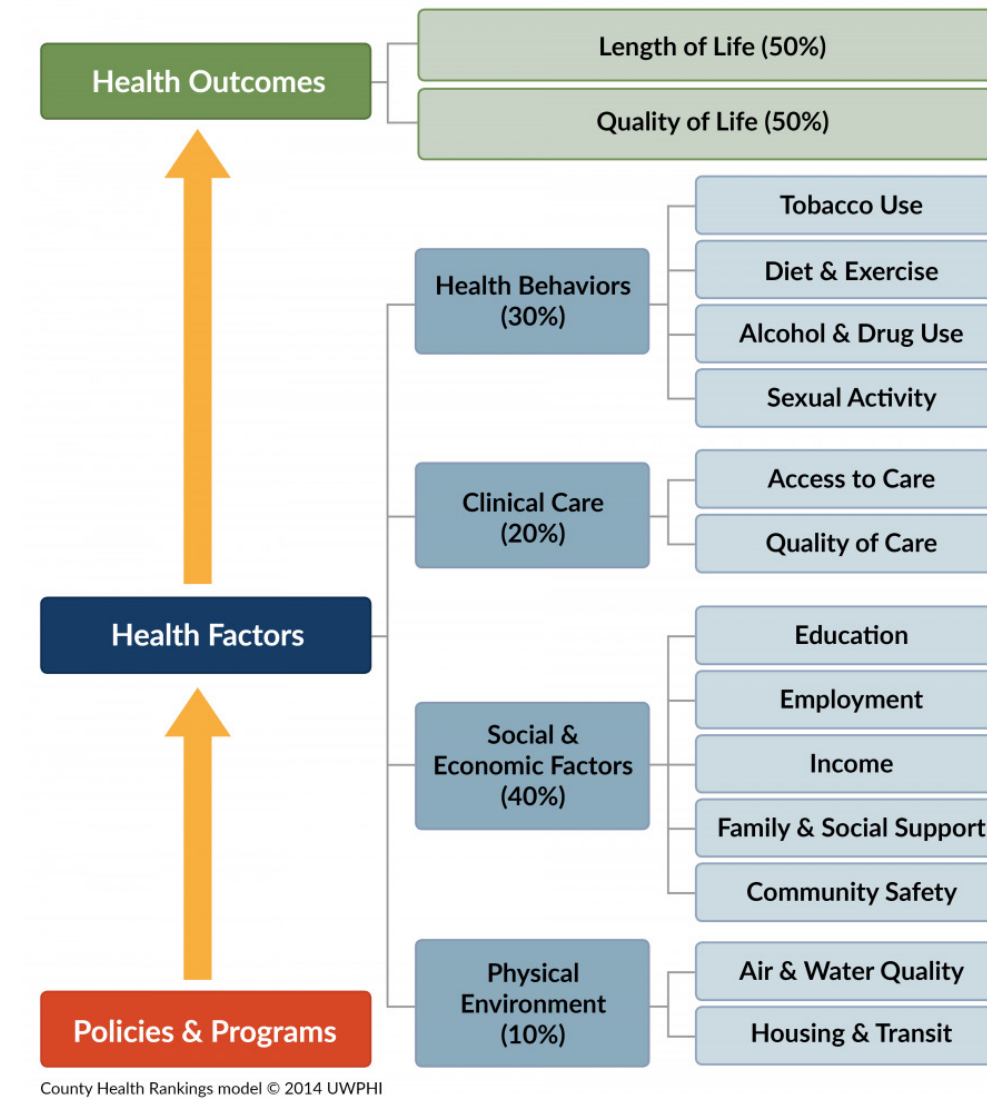 Health Outcomes
Length of Life (50%)
Quality of Life (50%)
Health Factors
Health Behaviors
(30%)
Tobacco Use
Diet & Exercise
Alcohol & Drug Use
Sexual Activity
Clinical Care
(20%)
Access to Care
Quality of Care
Social &
Economic Factors
(40%)
Education
Employment
Income
Family & Social Support
Community Safety
Physical
Environment
(10%)
Air & Water Quality
Housing & Transit
Policies & Programs
County Health Rankings model © 2014 UWPHI